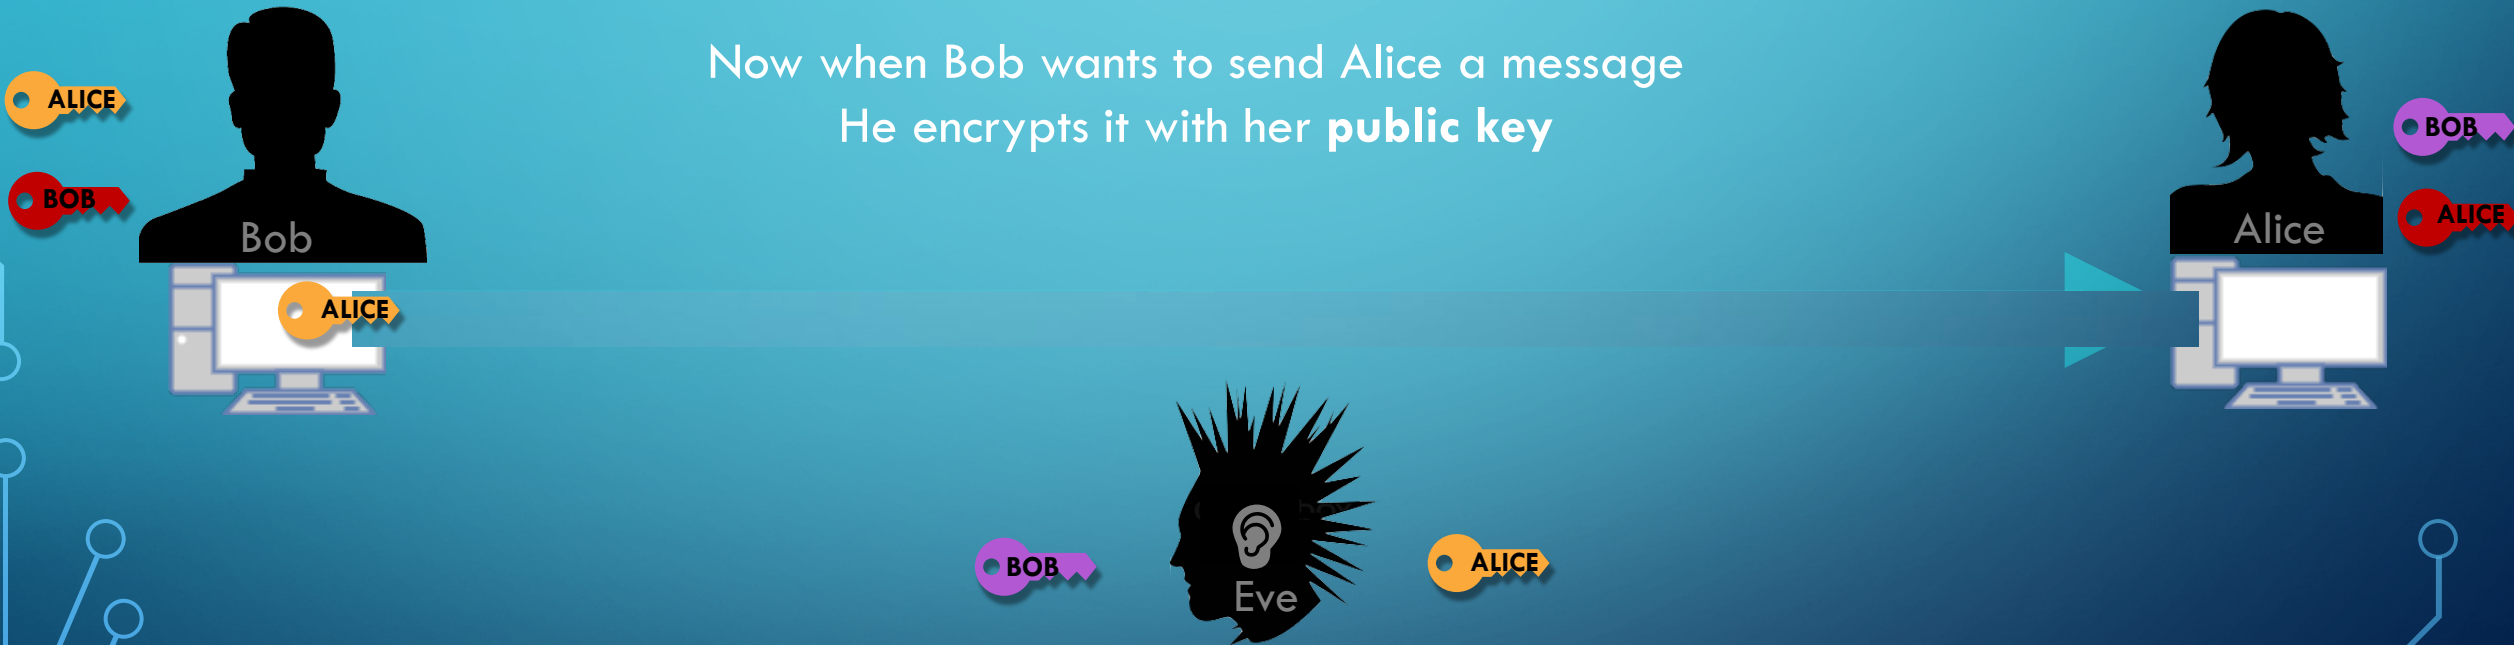 Now when Bob wants to send Alice a message
He encrypts it with her public key
ALICE
BOB
Bob
ALICE
BOB
ALICE
Alice
BOB
Eve
ALICE